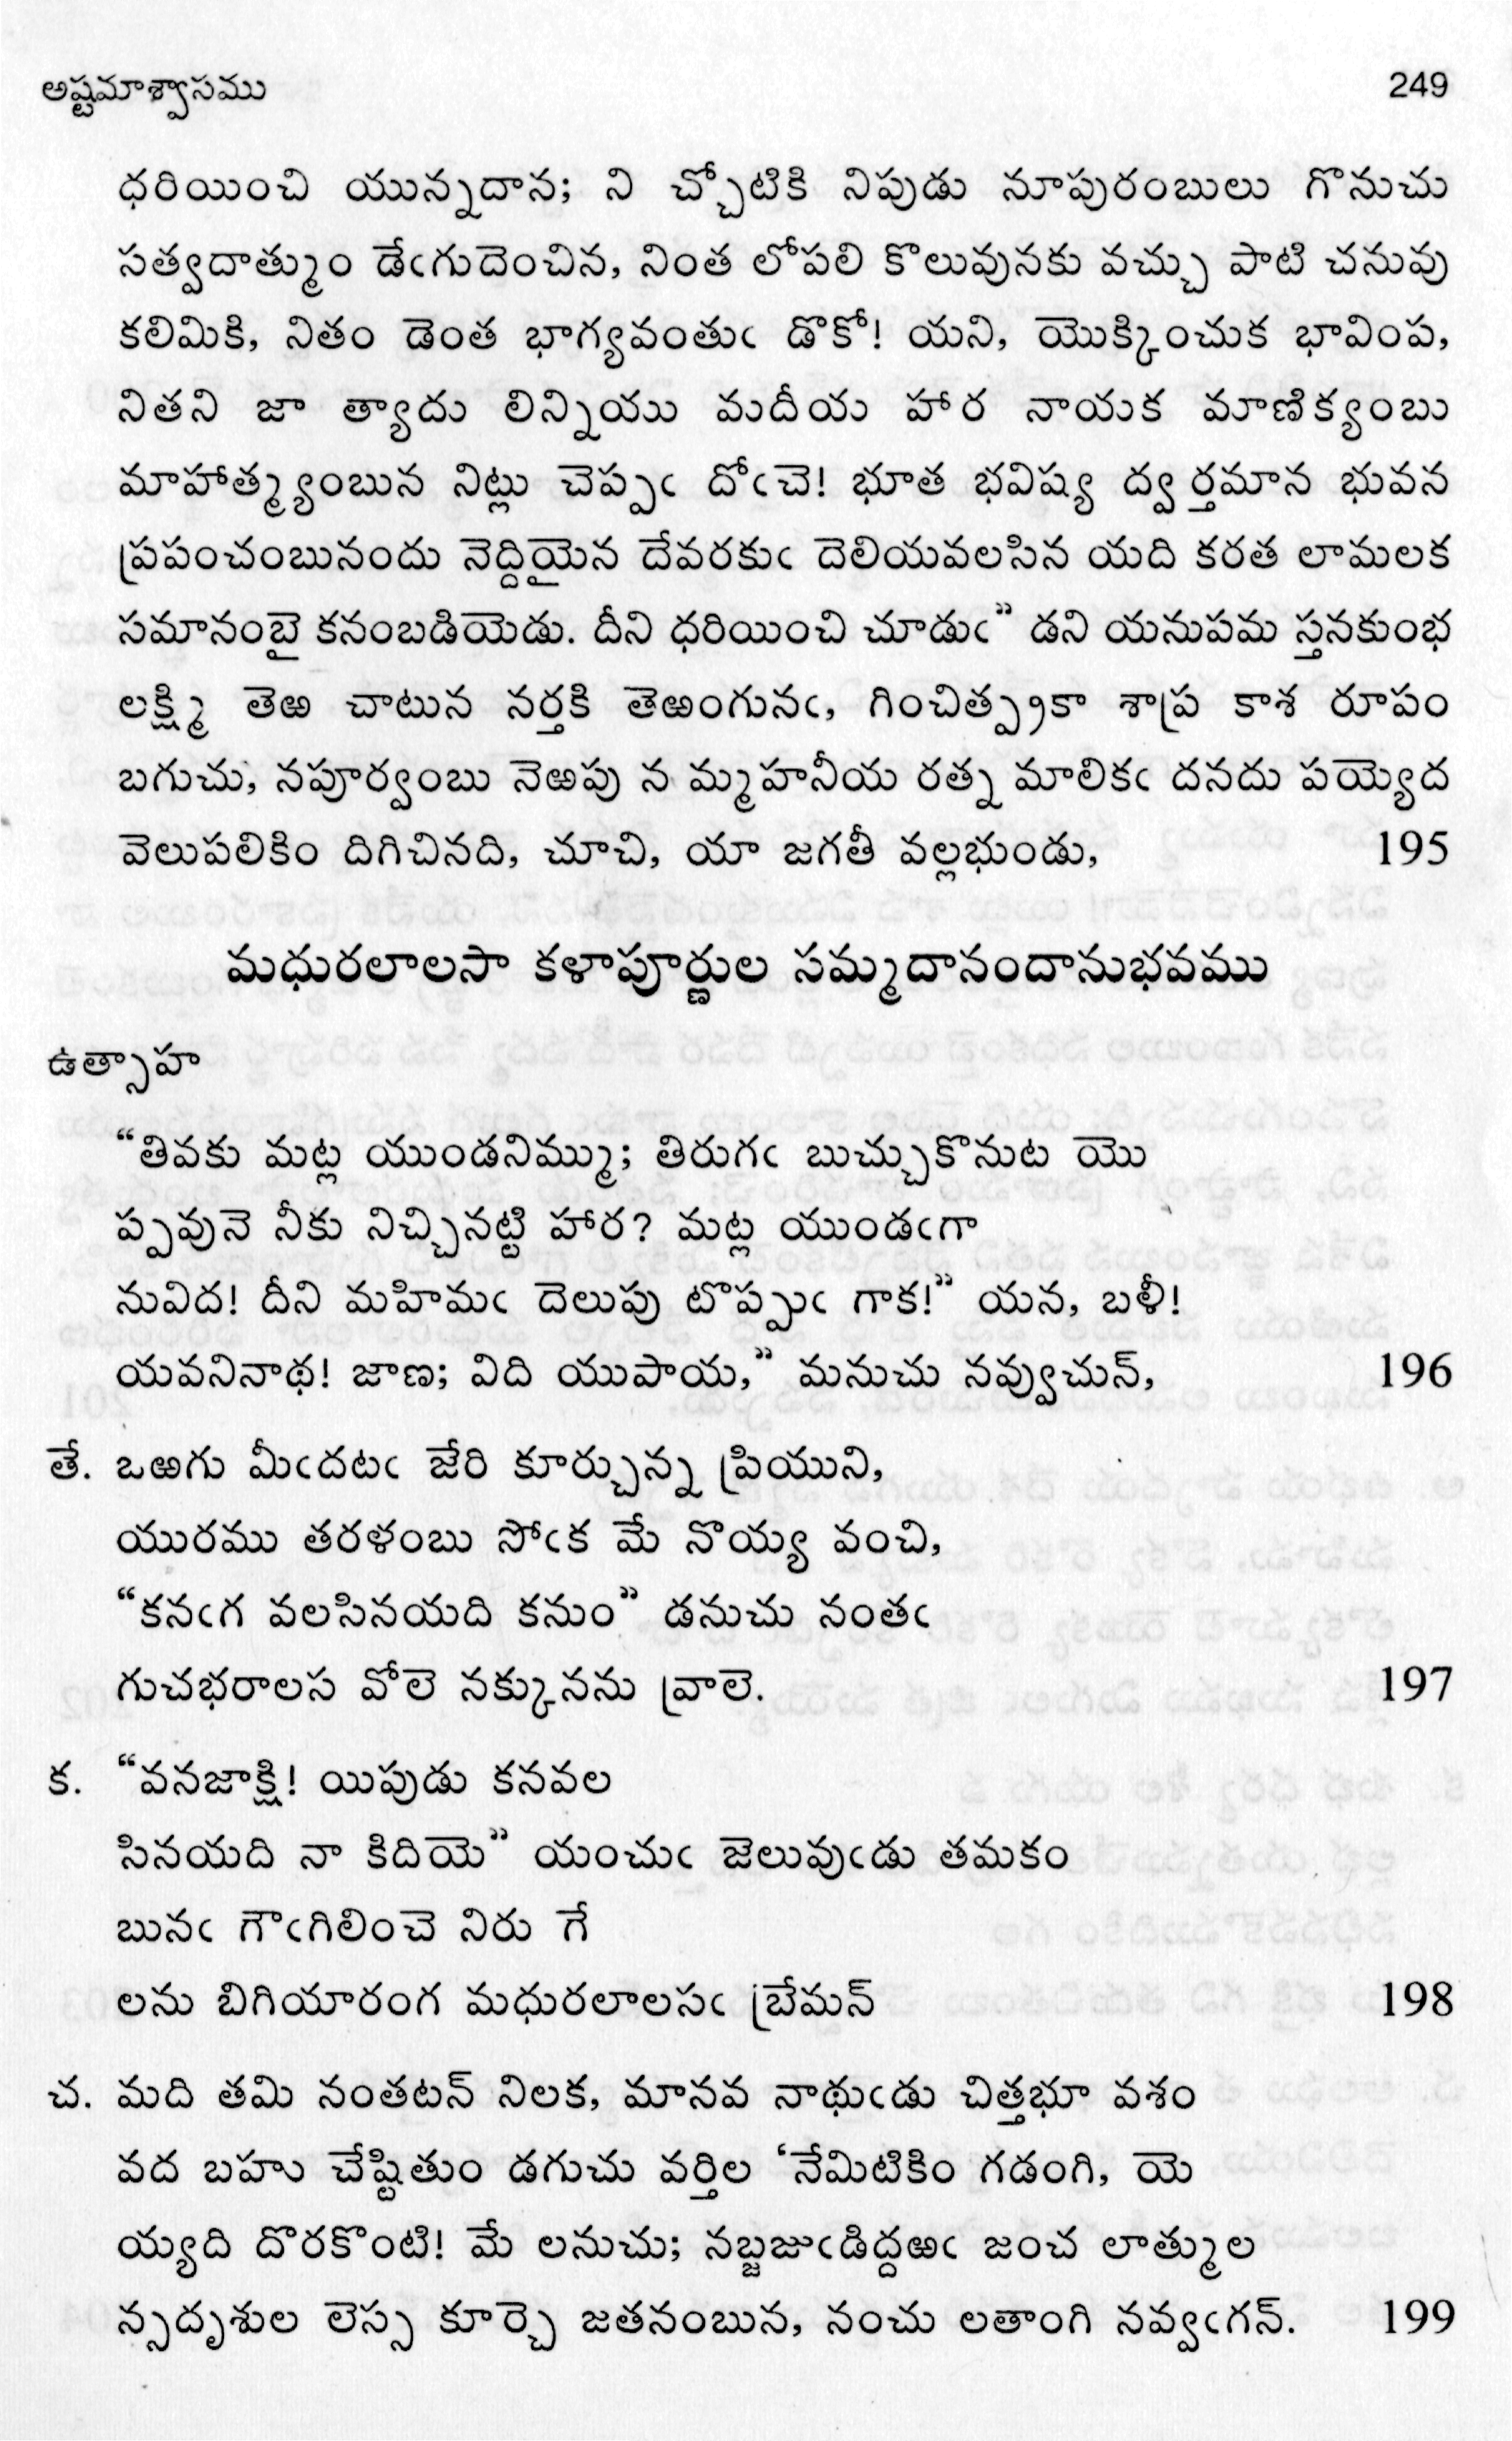 అష్టమాశ్వాసము 249
ధరియించి యున్నదాన; ని చ్చోటికి నిపుడు నూపురంబులు గొనుచు
సత్వదాత్ముం డేఁగుదెంచిన, నింత లోపలి కొలువునకు వచ్చు పాటి చనువు
కలిమికి, నితం డెంత భాగ్యవంతుఁ డొకో! యని, యొక్కించుక భావింప,
నితని జా త్యాదు లిన్నియు మదీయ హార నాయక మాణిక్యంబు
మాహాత్మ్యంబున నిట్లు చెప్పఁ దోఁచె! భూత భవిష్య ద్వర్తమాన భువన
ప్రపంచంబునందు నెద్దియైన దేవరకుఁ దెలియవలసిన యది కరత లామలక
సమానంబై కనంబడియెడు. దీని ధరియించి చూడుఁ” డని యనుపమ స్తనకుంభ
లక్ష్మి తెఱ చాటున నర్తకి తెఱంగునఁ, గించిత్ప్రకా శాప్ర కాశ రూపం
బగుచు, నపూర్వంబు నెఱపు న మ్మహనీయ రత్న మాలికఁ దనదు పయ్యెద
వెలుపలికిం దిగిచినది, చూచి, యా జగతీ వల్లభుండు, 195
మధురలాలసా కళాపూర్ణుల సమ్మదానందానుభవము
ఉత్సాహ
“తివకు మట్ల యుండనిమ్ము; తిరుగఁ బుచ్చుకొనుట యొ
ప్పవునె నీకు నిచ్చినట్టి హార? మట్ల యుండఁగా
నువిద! దీని మహిమఁ దెలుపు టొప్పుఁ గాక!” యన, బళీ!
యవనినాథ! జాణ; విది యుపాయ,” మనుచు నవ్వుచున్, 196
తే. ఒఱగు మీఁదటఁ జేరి కూర్చున్న ప్రియుని,
యురము తరళంబు సోఁక మే నొయ్య వంచి,
“కనఁగ వలసినయది కనుం” డనుచు నంతఁ
గుచభరాలస వోలె నక్కునను వ్రాలె. 197
క. “వనజాక్షి! యిపుడు కనవల
సినయది నా కిదియె” యంచుఁ జెలువుఁడు తమకం
బునఁ గౌఁగిలించె నిరు గే
లను బిగియారంగ మధురలాలసఁ బ్రేమన్ 198
చ. మది తమి నంతటన్ నిలక, మానవ నాథుఁడు చిత్తభూ వశం
వద బహు చేష్టితుం డగుచు వర్తిల ‘నేమిటికిం గడంగి, యె
య్యది దొరకొంటి! మే లనుచు; నబ్జజుఁడిద్దఱఁ జంచ లాత్ముల
న్సదృశుల లెస్స కూర్చె జతనంబున, నంచు లతాంగి నవ్వఁగన్. 199